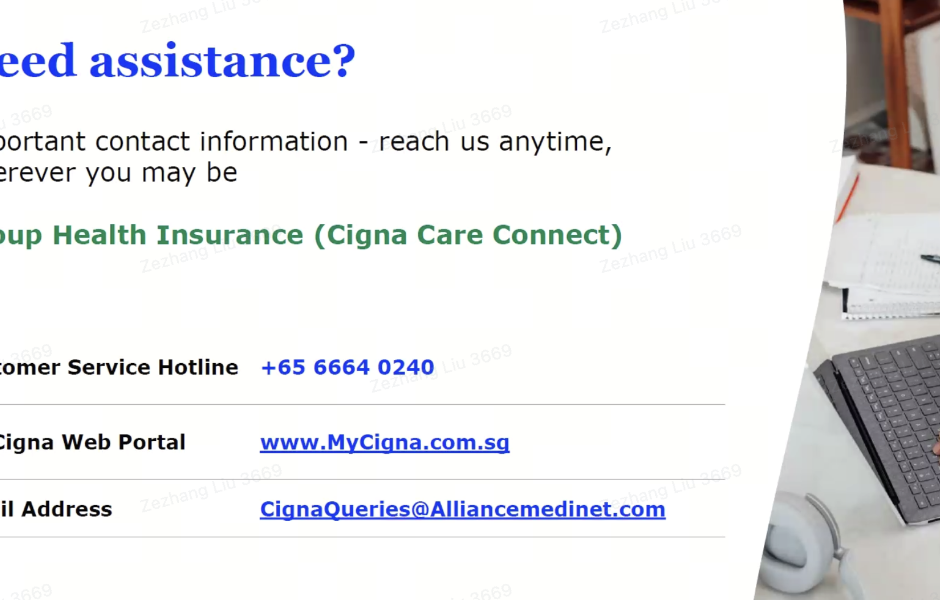 eed assistance?
portant contact information - reach us anytime,
erever you may be
oup Health Insurance (Cigna Care Connect)
tomer Service Hotline +65 6664 0240
Cigna Web Portal www.MyCigna.com.sg
il Address CignaQueries@Alliancemedinet.com
Zezhang Liu 3669